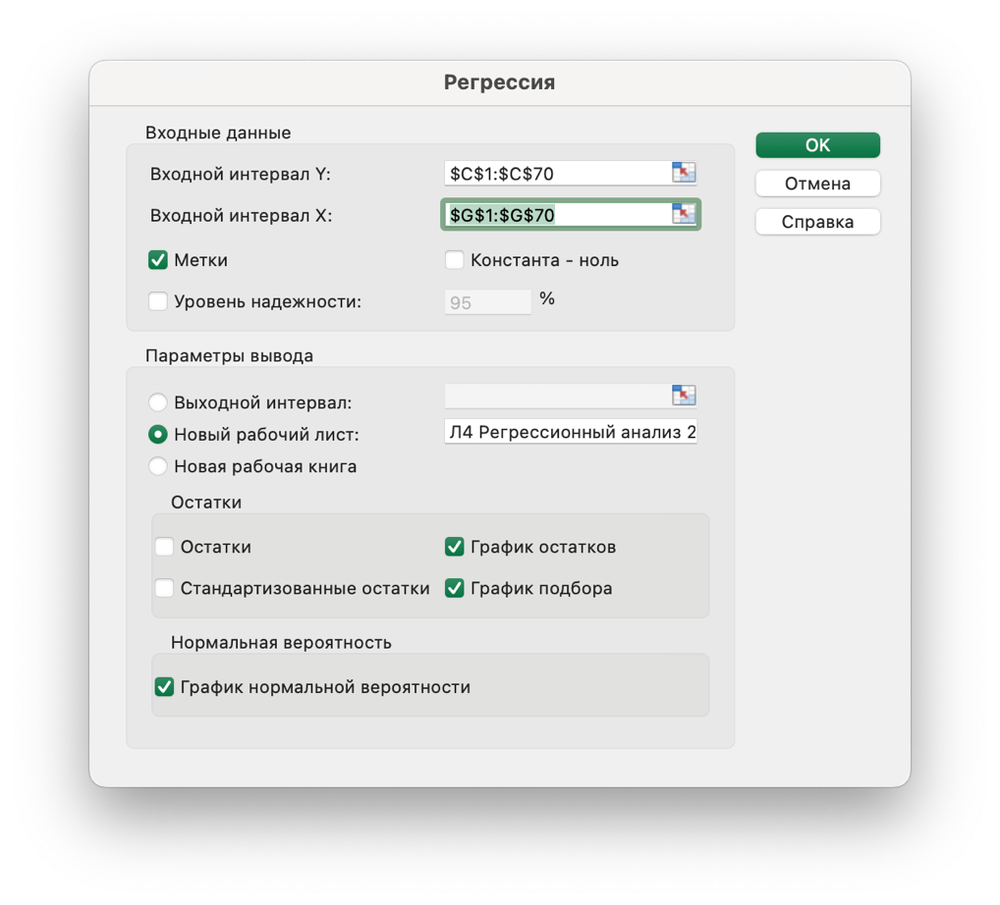 Регрессия
Входные данные
Входной интервал Y: $C$1:$C$70
Входной интервал X: $G$1:$G$70
Метки Константа - ноль
Уровень надежности: 95 %
OK
Отмена
Справка
Параметры вывода
Выходной интервал:
Новый рабочий лист: Л4 Регрессионный анализ 2
Новая рабочая книга
Остатки
Остатки График остатков
Стандартизованные остатки График подбора
Нормальная вероятность
График нормальной вероятности